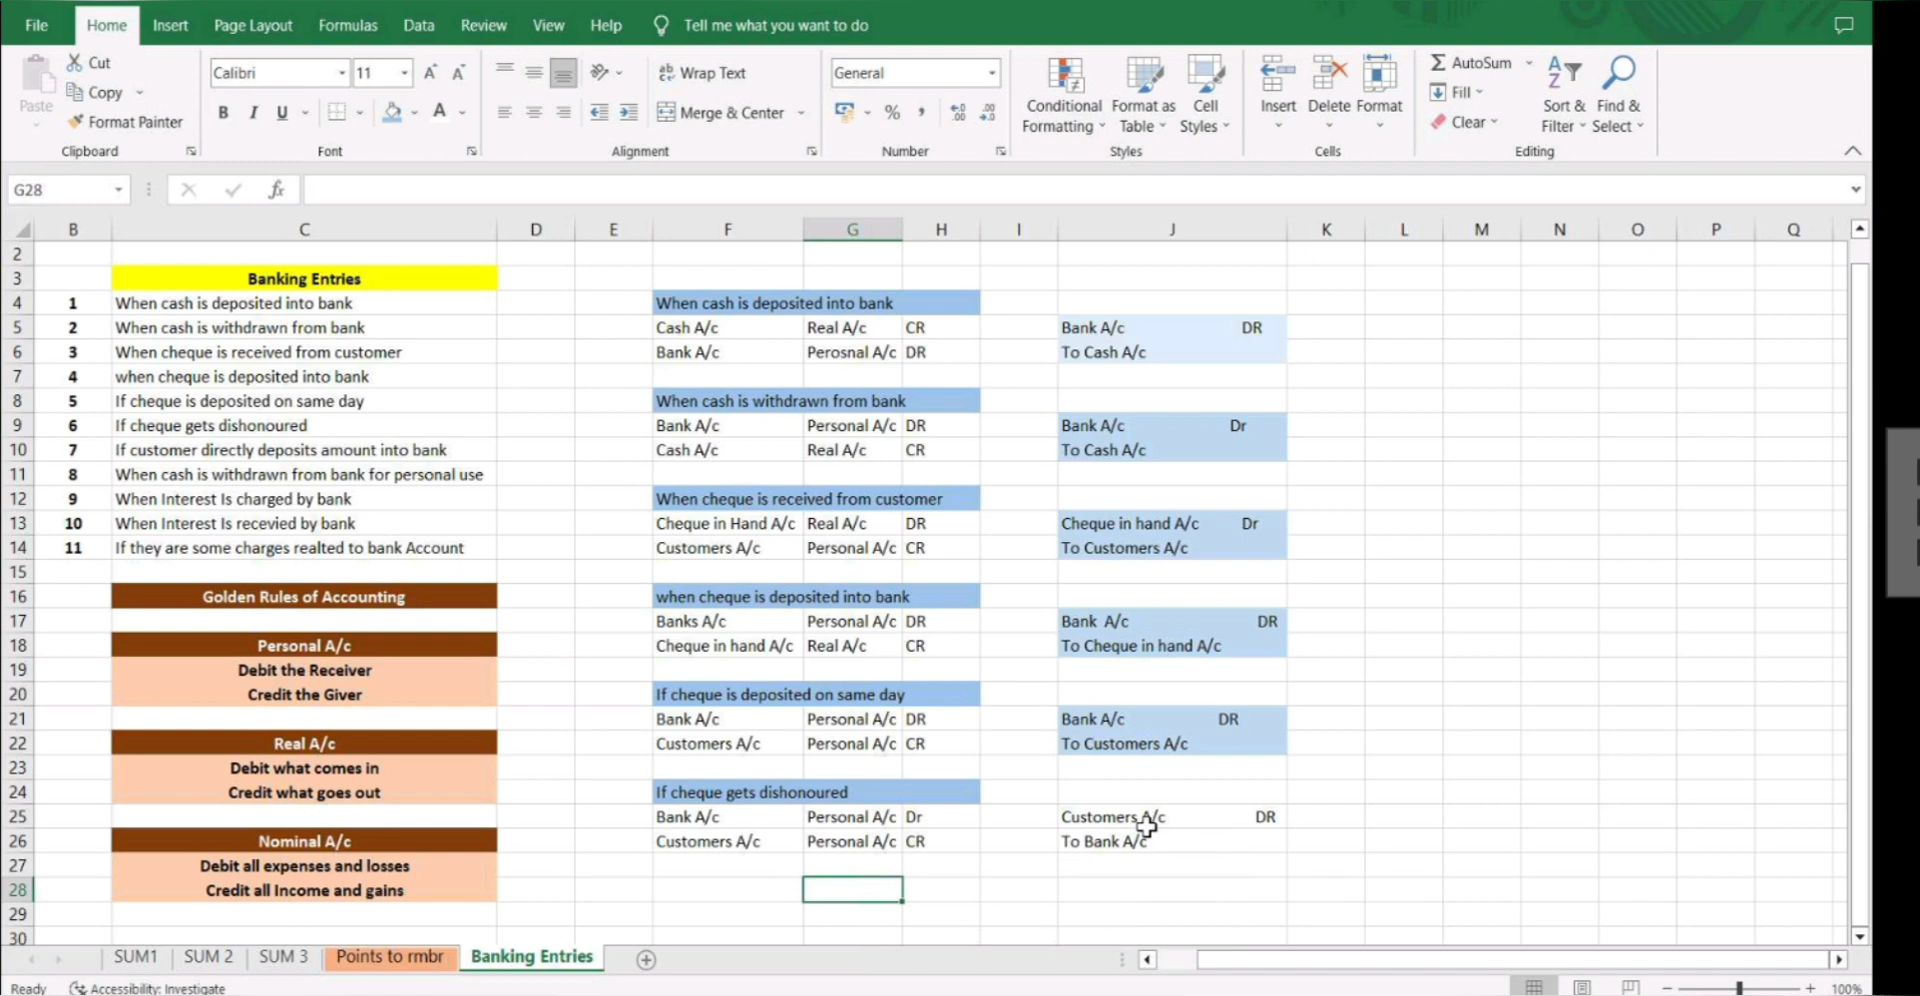 File Home Insert Page Layout Formulas Data Review View Help Tell me what you want to do
Paste
Cut
Copy
Format Painter
Clipboard
Calibri 11 A A
B I U A
Font
ab Wrap Text
Merge & Center
Alignment
General
% ,
Number
Conditional Formatting
Format as Table
Cell Styles
Styles
Insert Delete Format
Cells
Σ AutoSum
Fill
Clear
Sort & Filter
Find & Select
Editing
G28 fx
B C D E F G H I J K L M N O P Q
2
3 Banking Entries
4 1 When cash is deposited into bank When cash is deposited into bank
5 2 When cash is withdrawn from bank Cash A/c Real A/c CR Bank A/c DR
6 3 When cheque is received from customer Bank A/c Perosnal A/c DR To Cash A/c
7 4 when cheque is deposited into bank
8 5 If cheque is deposited on same day When cash is withdrawn from bank
9 6 If cheque gets dishonoured Bank A/c Personal A/c DR Bank A/c Dr
10 7 If customer directly deposits amount into bank Cash A/c Real A/c CR To Cash A/c
11 8 When cash is withdrawn from bank for personal use
12 9 When Interest Is charged by bank When cheque is received from customer
13 10 When Interest Is recevied by bank Cheque in Hand A/c Real A/c DR Cheque in hand A/c Dr
14 11 If they are some charges realted to bank Account Customers A/c Personal A/c CR To Customers A/c
15
16 Golden Rules of Accounting when cheque is deposited into bank
17 Banks A/c Personal A/c DR Bank A/c DR
18 Personal A/c Cheque in hand A/c Real A/c CR To Cheque in hand A/c
19 Debit the Receiver
20 Credit the Giver If cheque is deposited on same day
21 Bank A/c Personal A/c DR Bank A/c DR
22 Real A/c Customers A/c Personal A/c CR To Customers A/c
23 Debit what comes in
24 Credit what goes out If cheque gets dishonoured
25 Bank A/c Personal A/c Dr Customers A/c DR
26 Nominal A/c Customers A/c Personal A/c CR To Bank A/c
27 Debit all expenses and losses
28 Credit all Income and gains
29
30
SUM1 SUM 2 SUM 3 Points to rmbr Banking Entries
Ready Accessibility: Investigate 100%